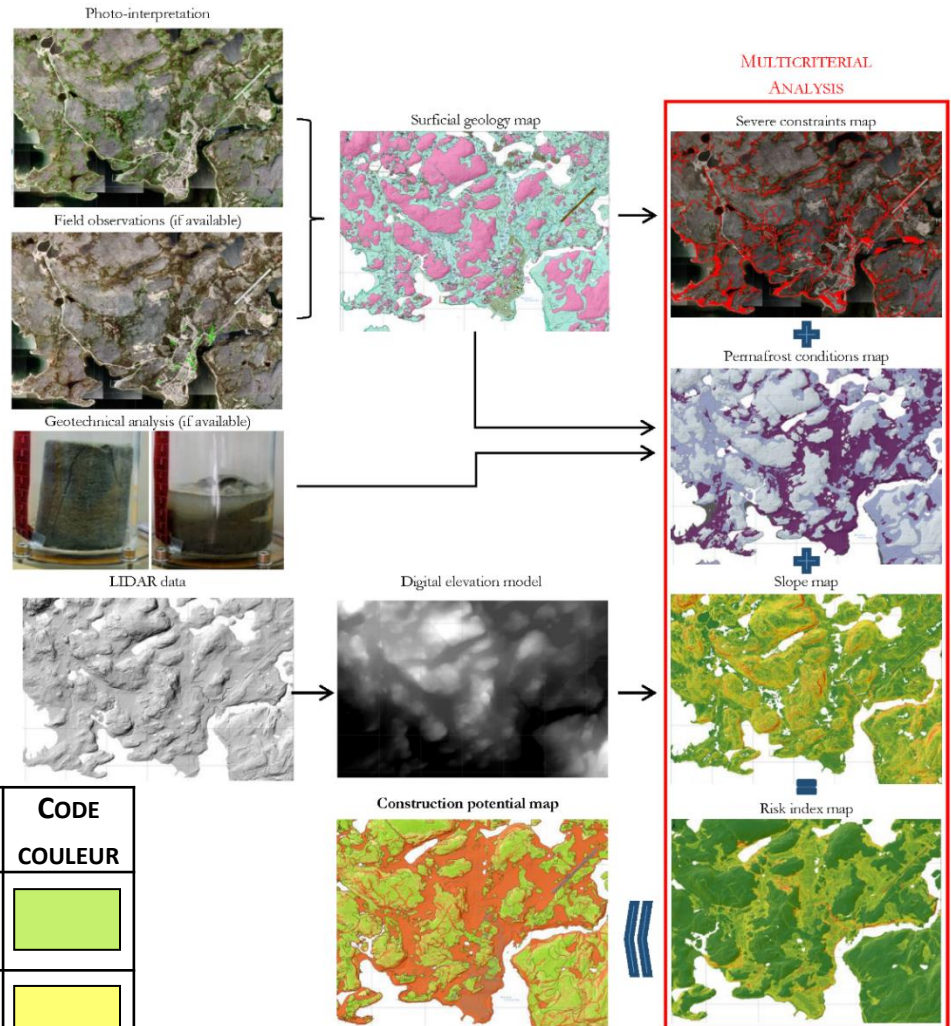 Photo-interpretation
Field observations (if available)
Geotechnical analysis (if available)
LIDAR data
Surficial geology map
Digital elevation model
Construction potential map
MULTICRITERIAL
ANALYSIS
Severe constraints map
Permafrost conditions map
Slope map
Risk index map
CODE
COULEUR